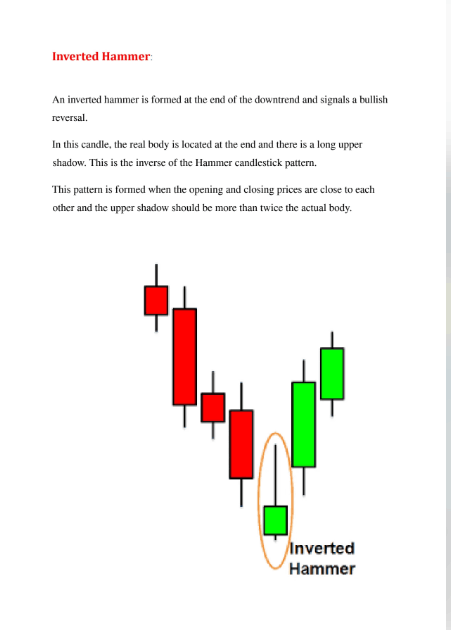 Inverted Hammer:
An inverted hammer is formed at the end of the downtrend and signals a bullish
reversal.
In this candle, the real body is located at the end and there is a long upper
shadow. This is the inverse of the Hammer candlestick pattern.
This pattern is formed when the opening and closing prices are close to each
other and the upper shadow should be more than twice the actual body.
Inverted
Hammer